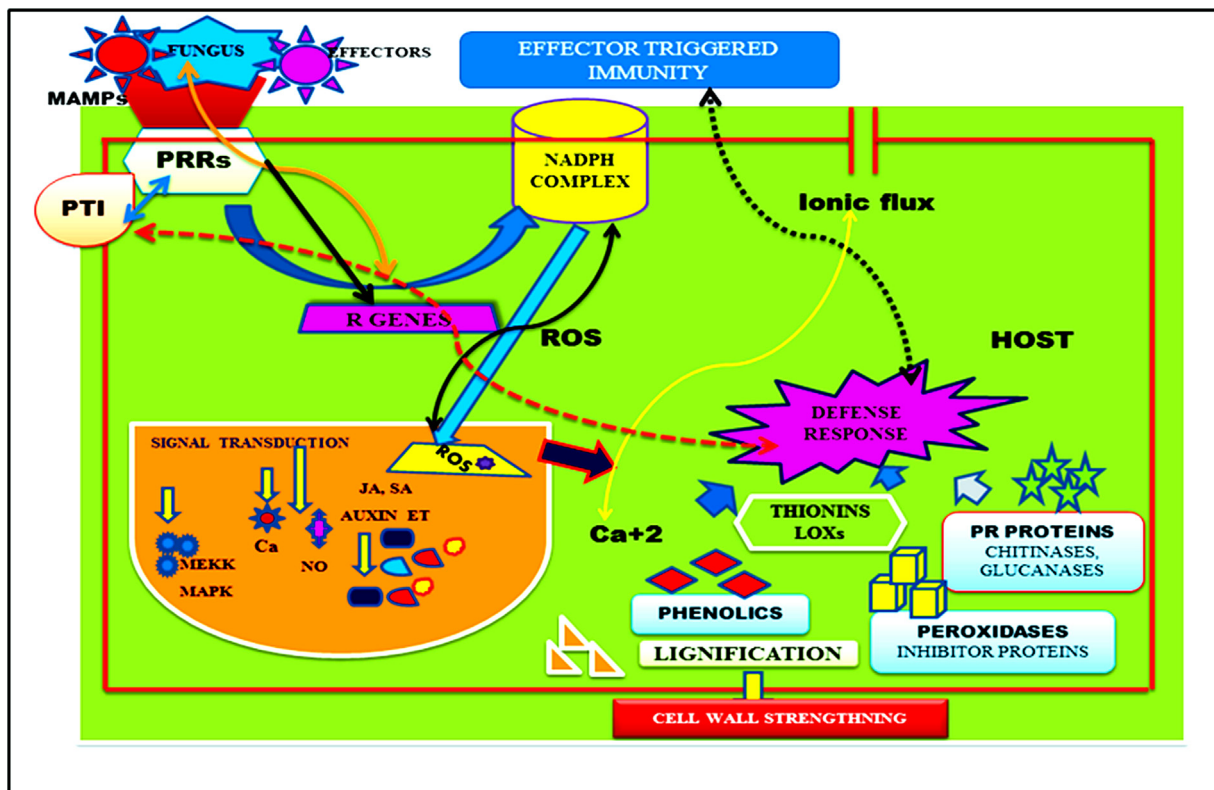 FUNGUS
EFFECTORS
MAMPs
EFFECTOR TRIGGERED
IMMUNITY
PRRs
PTI
NADPH
COMPLEX
Ionic flux
R GENES
ROS
HOST
DEFENSE
RESPONSE
SIGNAL TRANSDUCTION
ROS
JA, SA
AUXIN ET
Ca
NO
MEKK
MAPK
Ca+2
THIONINS
LOXs
PR PROTEINS
CHITINASES,
GLUCANASES
PHENOLICS
PEROXIDASES
INHIBITOR PROTEINS
LIGNIFICATION
CELL WALL STRENGTHNING